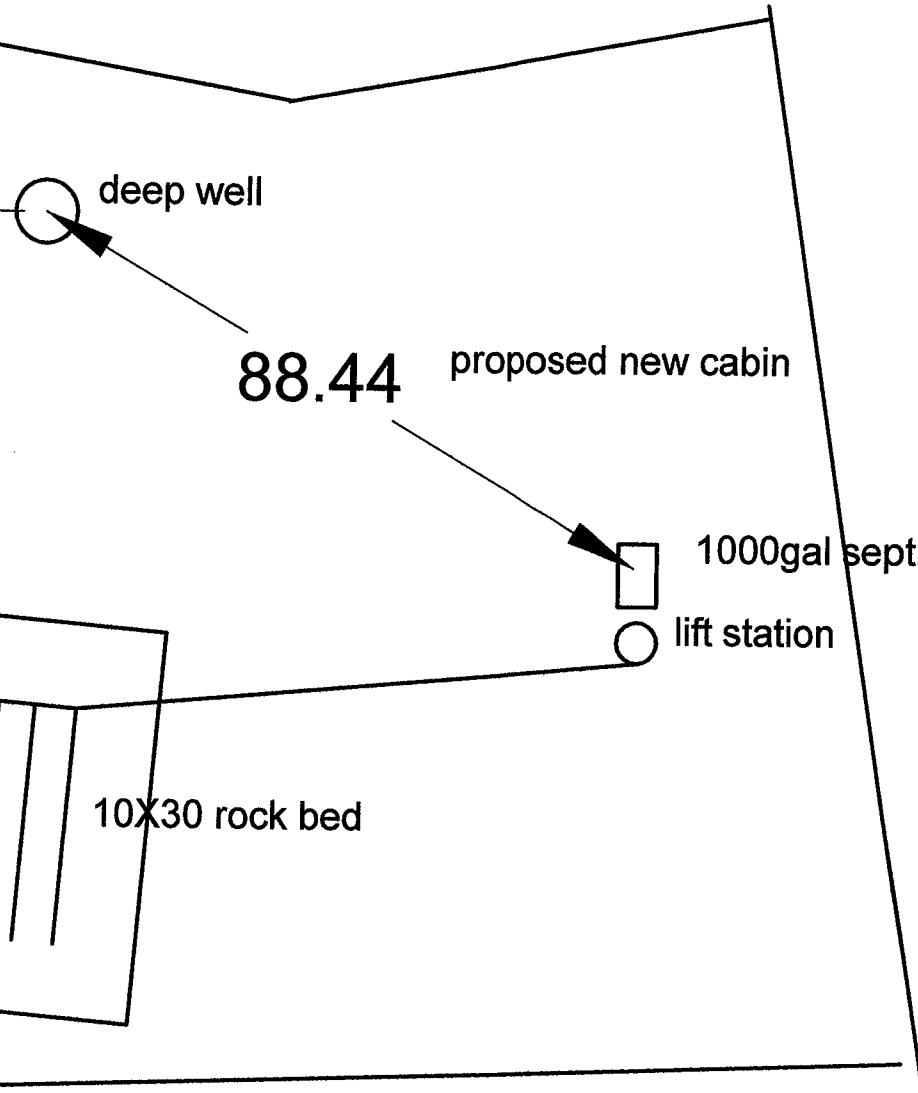 deep well
88.44
proposed new cabin
1000gal sept
lift station
10X30 rock bed